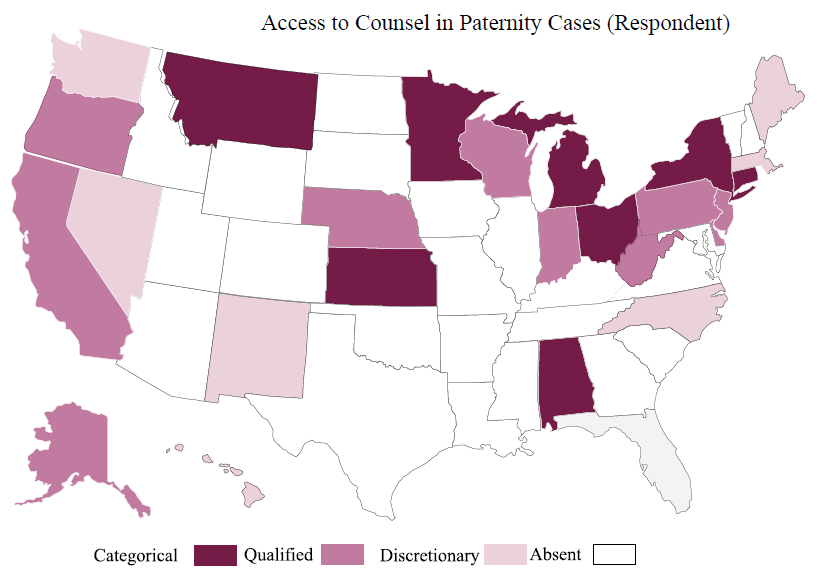 Access to Counsel in Paternity Cases (Respondent)
Categorical Qualified Discretionary Absent